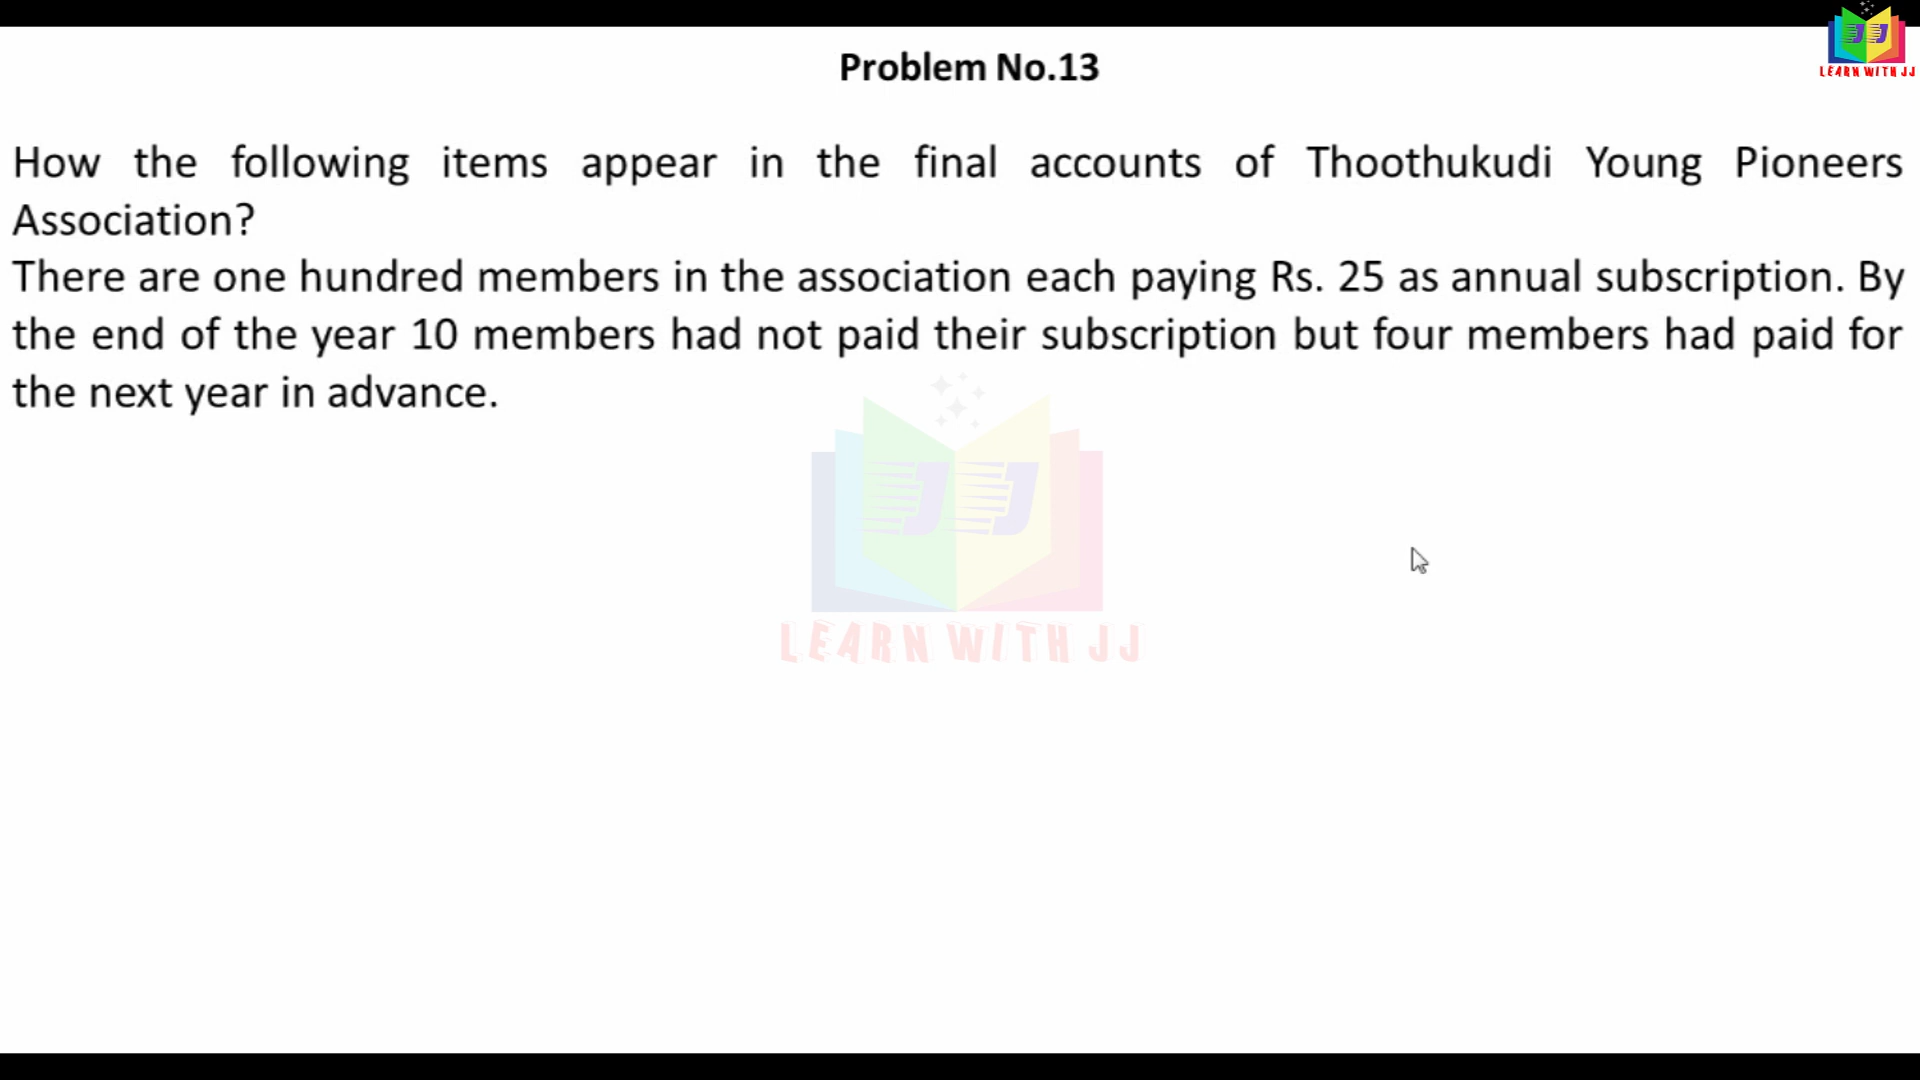 LEARN WITH JJ
Problem No.13
How the following items appear in the final accounts of Thoothukudi Young Pioneers
Association?
There are one hundred members in the association each paying Rs. 25 as annual subscription. By
the end of the year 10 members had not paid their subscription but four members had paid for
the next year in advance.
JJ
LEARN WITH JJ